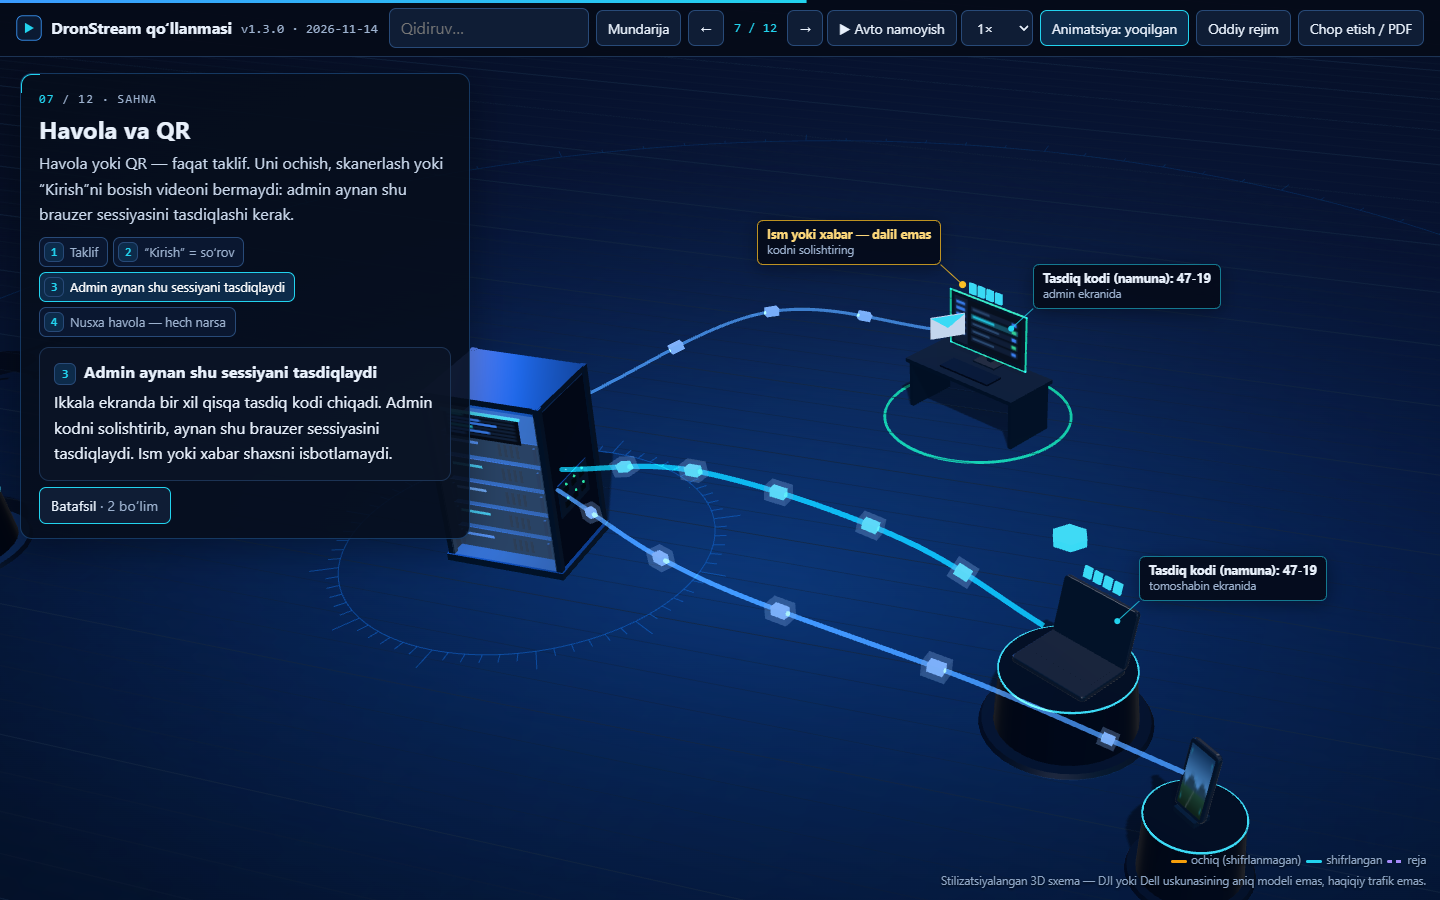 DronStream qoʻllanmasi v1.3.0 · 2026-11-14 Qidiruv... Mundarija ← 7 / 12 → ▶ Avto namoyish 1× Animatsiya: yoqilgan Oddiy rejim Chop etish / PDF
07 / 12 · SAHNA
Havola va QR
Havola yoki QR — faqat taklif. Uni ochish, skanerlash yoki
“Kirish”ni bosish videoni bermaydi: admin aynan shu
brauzer sessiyasini tasdiqlashi kerak.
1 Taklif 2 “Kirish” = soʻrov
3 Admin aynan shu sessiyani tasdiqlaydi
4 Nusxa havola — hech narsa
3 Admin aynan shu sessiyani tasdiqlaydi
Ikkala ekranda bir xil qisqa tasdiq kodi chiqadi. Admin
kodni solishtirib, aynan shu brauzer sessiyasini
tasdiqlaydi. Ism yoki xabar shaxsni isbotlamaydi.
Batafsil · 2 boʻlim
Ism yoki xabar — dalil emas
kodni solishtiring
Tasdiq kodi (namuna): 47-19
admin ekranida
Tasdiq kodi (namuna): 47-19
tomoshabin ekranida
ochiq (shifrlanmagan) shifrlangan reja
Stilizatsiyalangan 3D sxema — DJI yoki Dell uskunasining aniq modeli emas, haqiqiy trafik emas.